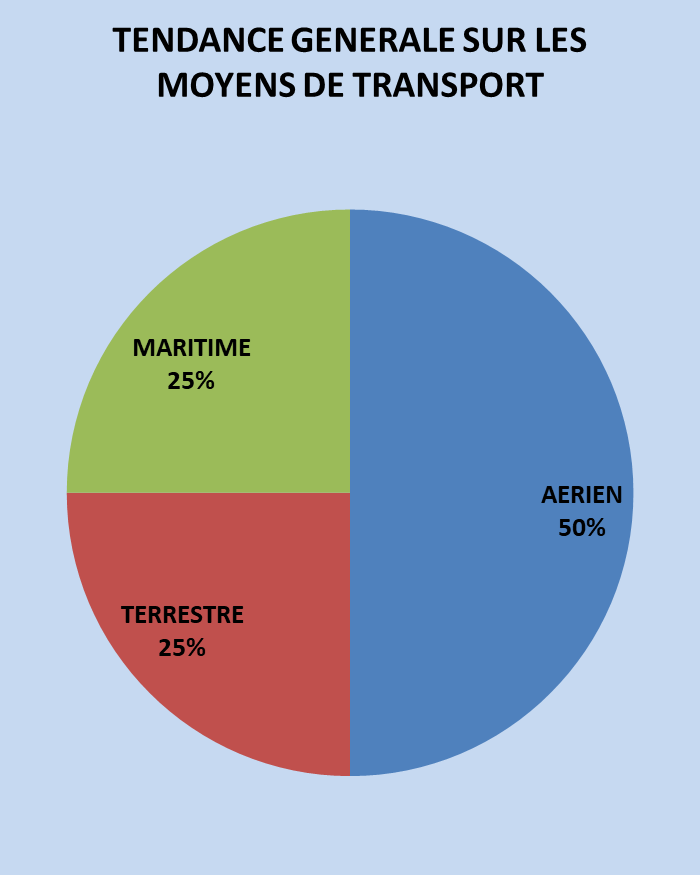 TENDANCE GENERALE SUR LES
MOYENS DE TRANSPORT
MARITIME
25%
AERIEN
50%
TERRESTRE
25%